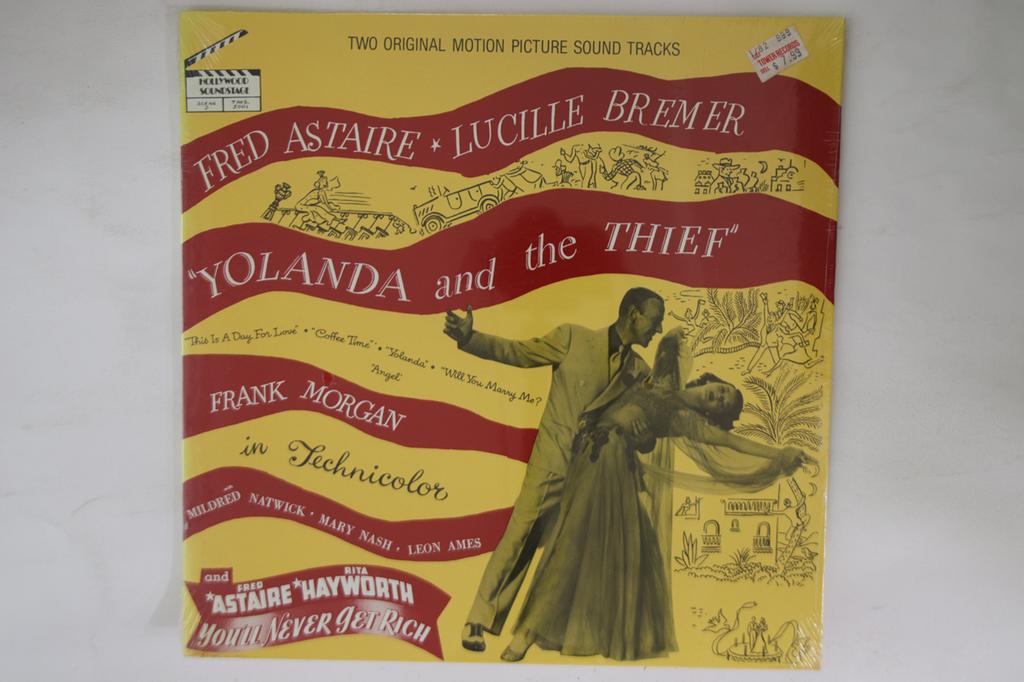 TWO ORIGINAL MOTION PICTURE SOUND TRACKS
TOWER RECORDS
$7.99
HOLLYWOOD
SOUNDSTAGE
FRED ASTAIRE ★ LUCILLE BREMER
"YOLANDA and the THIEF"
"This Is A Day For Love" • "Coffee Time" • "Yolanda" • "Will You Marry Me?
"Angel"
FRANK MORGAN
in Technicolor
with
MILDRED NATWICK • MARY NASH • LEON AMES
and
FRED RITA
★ASTAIRE ★HAYWORTH
YOU'LL NEVER GET RICH